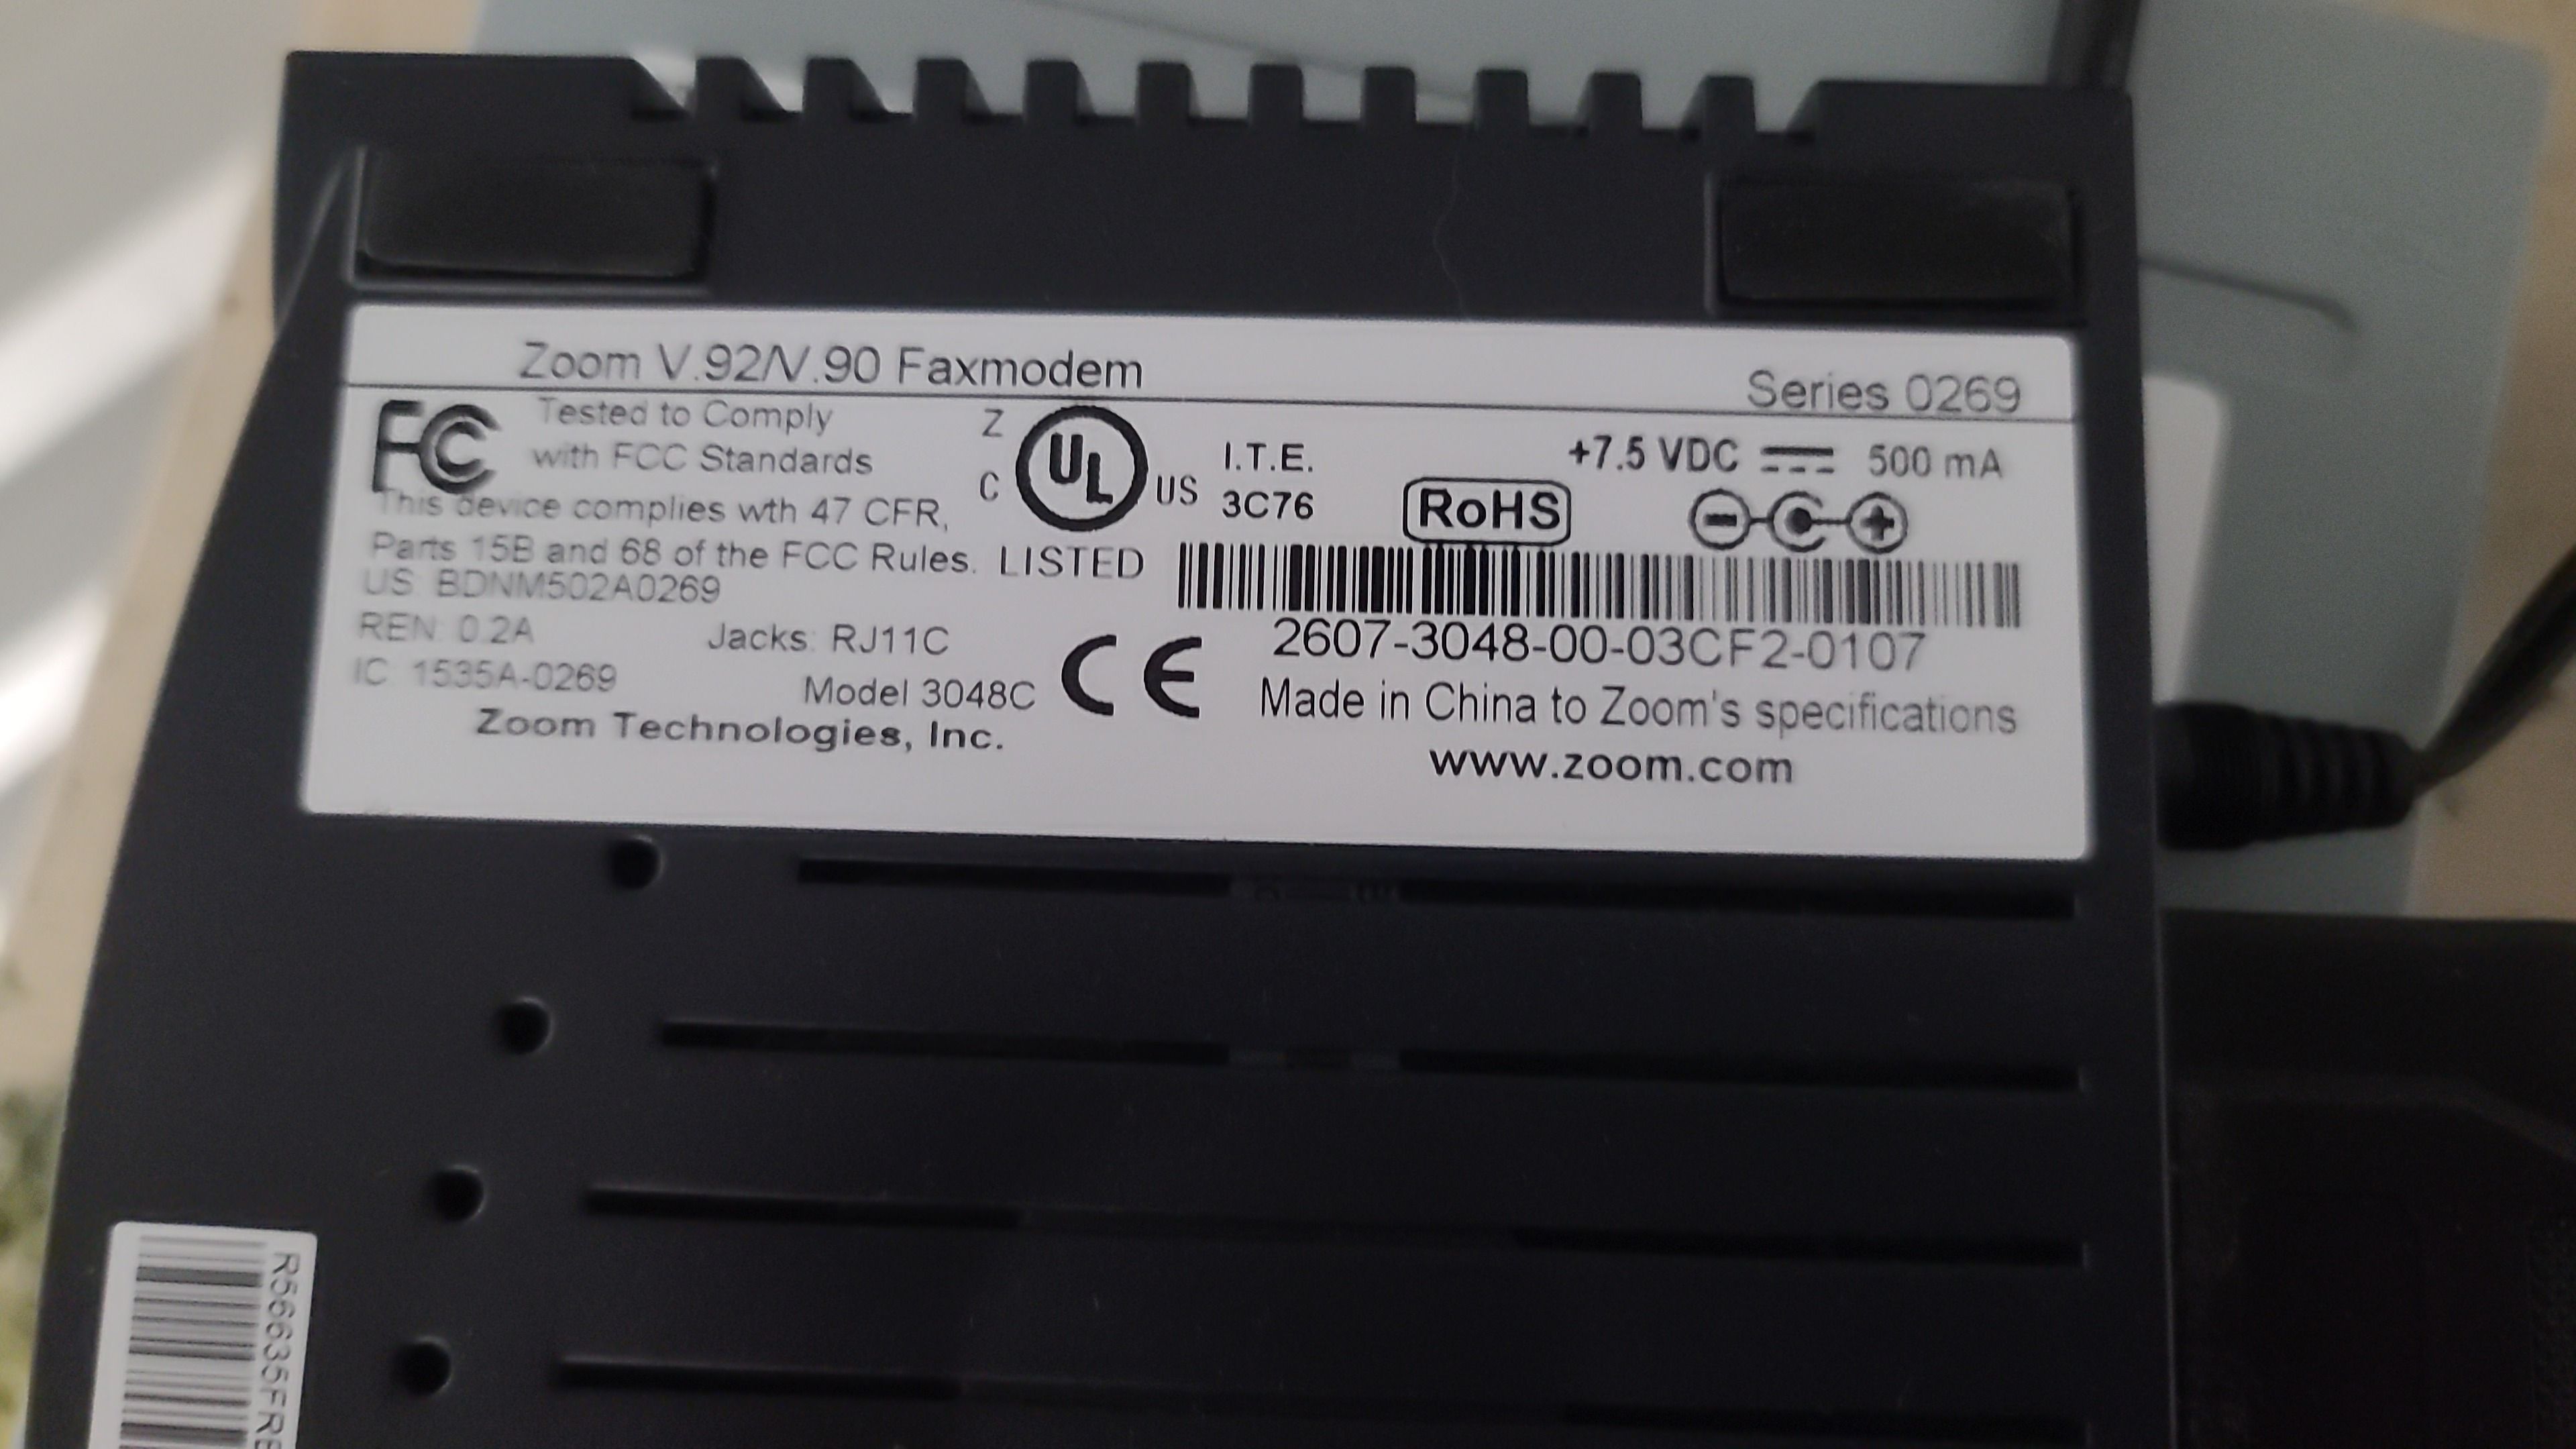 Zoom V.92/V.90 Faxmodem
Series 0269
FC
Tested to Comply
with FCC Standards
This device complies wth 47 CFR,
Parts 15B and 68 of the FCC Rules.
US: BDNM502A0269
REN: 0.2A
Jacks: RJ11C
IC: 1535A-0269
Model 3048C
Zoom Technologies, Inc.
Z
C UL US
LISTED
I.T.E.
3C76
RoHS
+7.5 VDC 500 mA
CE
2607-3048-00-03CF2-0107
Made in China to Zoom's specifications
www.zoom.com